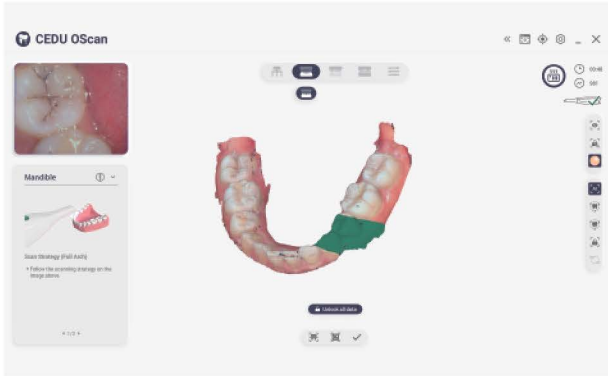 CEDU OScan
Mandible
Scan Strategy (Full Arch)
• Follow the scanning strategy on the
image above.
Unlock all data